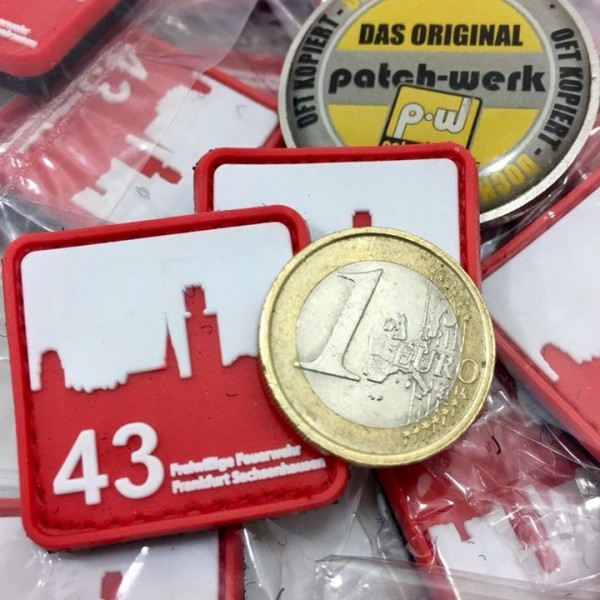 DAS ORIGINAL
OFT KOPIERT -
patch-werk
p·w
OFT KOPIERT -
1
EURO
43
Freiwillige Feuerwehr
Frankfurt Sachsenhausen